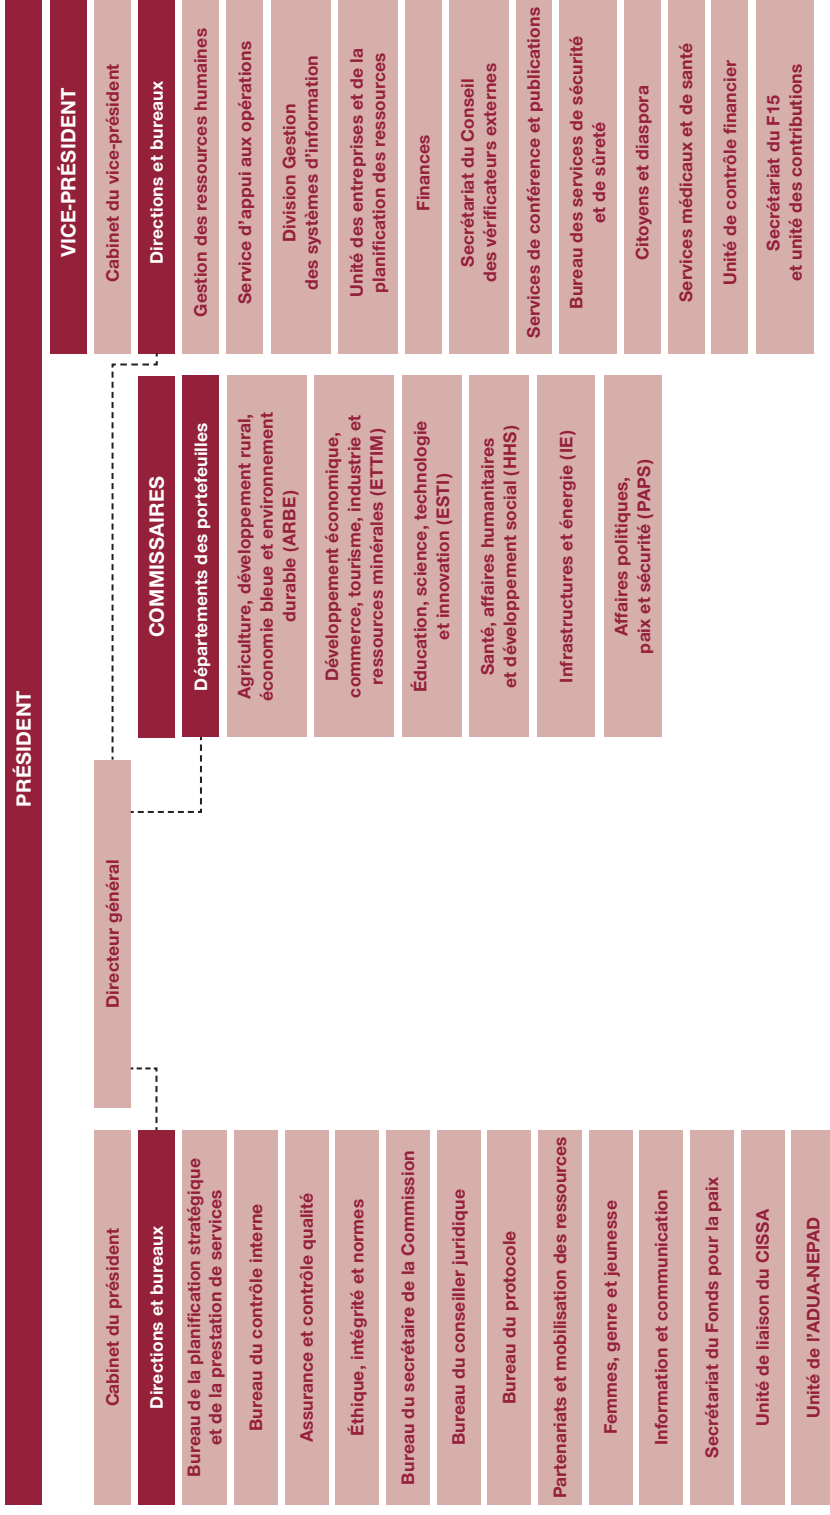 PRÉSIDENT
Cabinet du président
Directions et bureaux
Bureau de la planification stratégique
et de la prestation de services
Bureau du contrôle interne
Assurance et contrôle qualité
Éthique, intégrité et normes
Bureau du secrétaire de la Commission
Bureau du conseiller juridique
Bureau du protocole
Partenariats et mobilisation des ressources
Femmes, genre et jeunesse
Information et communication
Secrétariat du Fonds pour la paix
Unité de liaison du CISSA
Unité de l'ADUA-NEPAD
Directeur général
COMMISSAIRES
Départements des portefeuilles
Agriculture, développement rural,
économie bleue et environnement
durable (ARBE)
Développement économique,
commerce, tourisme, industrie et
ressources minérales (ETTIM)
Éducation, science, technologie
et innovation (ESTI)
Santé, affaires humanitaires
et développement social (HHS)
Infrastructures et énergie (IE)
Affaires politiques,
paix et sécurité (PAPS)
VICE-PRÉSIDENT
Cabinet du vice-président
Directions et bureaux
Gestion des ressources humaines
Service d'appui aux opérations
Division Gestion
des systèmes d'information
Unité des entreprises et de la
planification des ressources
Finances
Secrétariat du Conseil
des vérificateurs externes
Services de conférence et publications
Bureau des services de sécurité
et de sûreté
Citoyens et diaspora
Services médicaux et de santé
Unité de contrôle financier
Secrétariat du F15
et unité des contributions